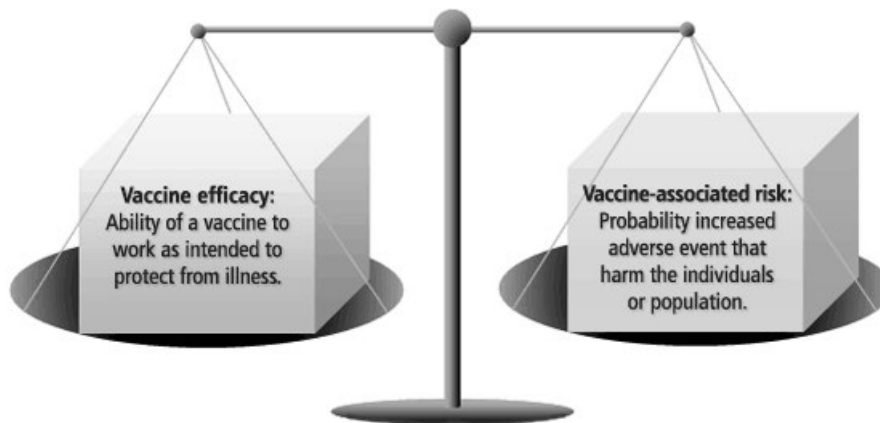 Vaccine efficacy:
Ability of a vaccine to
work as intended to
protect from illness.
Vaccine-associated risk:
Probability increased
adverse event that
harm the individuals
or population.